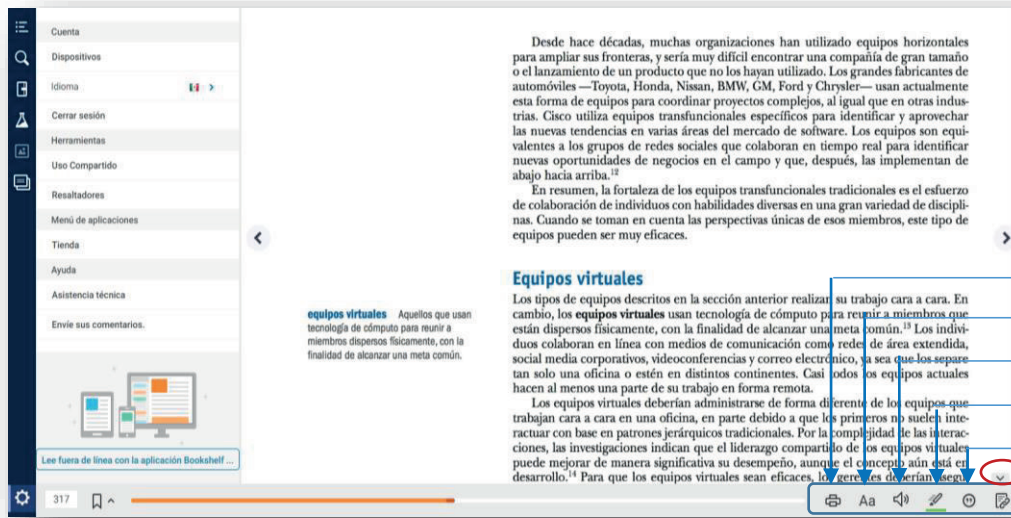 Cuenta
Dispositivos
Idioma
Cerrar sesión
Herramientas
Uso Compartido
Resaltadores
Menú de aplicaciones
Tienda
Ayuda
Asistencia técnica
Envíe sus comentarios.
Lee fuera de línea con la aplicación Bookshelf ...
equipos virtuales Aquellos que usan
tecnología de cómputo para reunir a
miembros dispersos físicamente, con la
finalidad de alcanzar una meta común.
Desde hace décadas, muchas organizaciones han utilizado equipos horizontales
para ampliar sus fronteras, y sería muy difícil encontrar una compañía de gran tamaño
o el lanzamiento de un producto que no los hayan utilizado. Los grandes fabricantes de
automóviles —Toyota, Honda, Nissan, BMW, GM, Ford y Chrysler— usan actualmente
esta forma de equipos para coordinar proyectos complejos, al igual que en otras indus-
trias. Cisco utiliza equipos transfuncionales específicos para identificar y aprovechar
las nuevas tendencias en varias áreas del mercado de software. Los equipos son equi-
valentes a los grupos de redes sociales que colaboran en tiempo real para identificar
nuevas oportunidades de negocios en el campo y que, después, las implementan de
abajo hacia arriba.12
En resumen, la fortaleza de los equipos transfuncionales tradicionales es el esfuerzo
de colaboración de individuos con habilidades diversas en una gran variedad de discipli-
nas. Cuando se toman en cuenta las perspectivas únicas de esos miembros, este tipo de
equipos pueden ser muy eficaces.
Equipos virtuales
Los tipos de equipos descritos en la sección anterior realizan su trabajo cara a cara. En
cambio, los equipos virtuales usan tecnología de cómputo para reunir a miembros que
están dispersos físicamente, con la finalidad de alcanzar una meta común.13 Los indivi-
duos colaboran en línea con medios de comunicación como redes de área extendida,
social media corporativos, videoconferencias y correo electrónico, ya sea que los separe
tan solo una oficina o estén en distintos continentes. Casi todos los equipos actuales
hacen al menos una parte de su trabajo en forma remota.
Los equipos virtuales deberían administrarse de forma diferente de los equipos que
trabajan cara a cara en una oficina, en parte debido a que los primeros no suelen inte-
ractuar con base en patrones jerárquicos tradicionales. Por la complejidad de las interac-
ciones, las investigaciones indican que el liderazgo compartido de los equipos virtuales
puede mejorar de manera significativa su desempeño, aunque el concepto aún está en
desarrollo.14 Para que los equipos virtuales sean eficaces, los gerentes deberían asegu
317
Aa